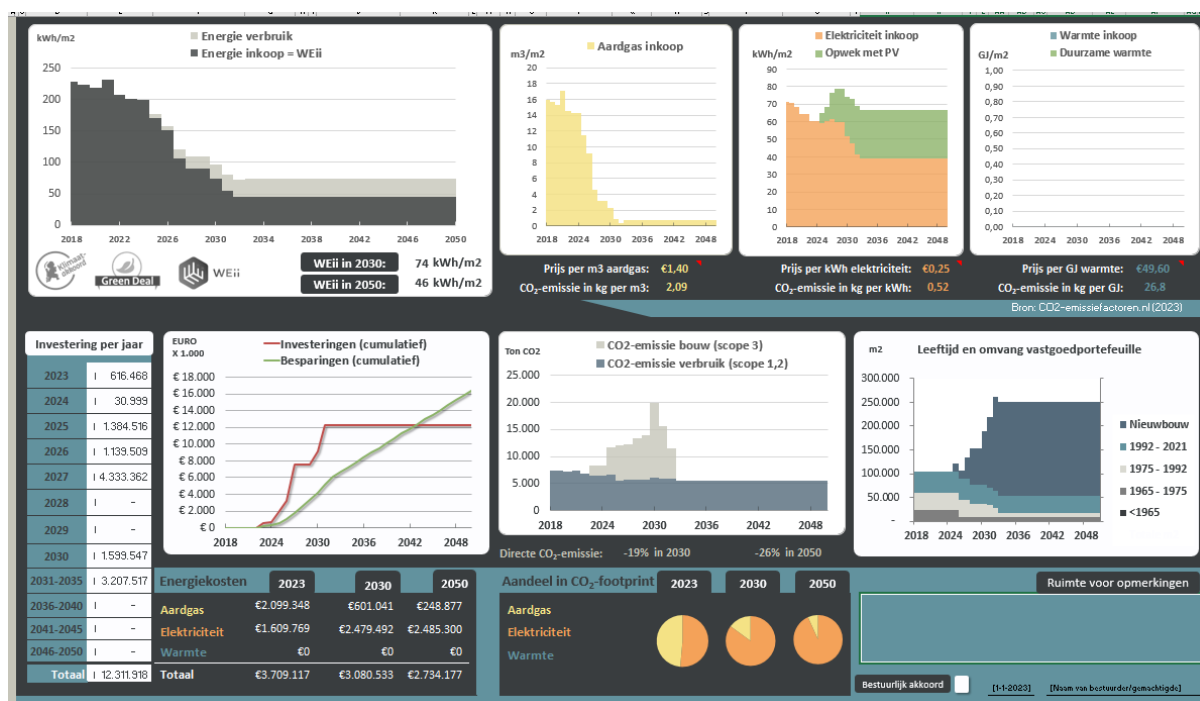 kWh/m2
Energie verbruik
Energie inkoop = WEii
250
200
150
100
50
0
2018 2022 2026 2030 2034 2038 2042 2046 2050
Klimaat-
akkoord
Green Deal
WEii
WEii in 2030: 74 kWh/m2
WEii in 2050: 46 kWh/m2
Aardgas inkoop
m3/m2
20
18
16
14
12
10
8
6
4
2
0
2018 2024 2030 2036 2042 2048
Prijs per m3 aardgas: €1,40
CO2-emissie in kg per m3: 2,09
Elektriciteit inkoop
Opwek met PV
kWh/m2
90
80
70
60
50
40
30
20
10
0
2018 2024 2030 2036 2042 2048
Prijs per kWh elektriciteit: €0,25
CO2-emissie in kg per kWh: 0,52
Warmte inkoop
Duurzame warmte
GJ/m2
1,00
0,90
0,80
0,70
0,60
0,50
0,40
0,30
0,20
0,10
0,00
2018 2024 2030 2036 2042 2048
Prijs per GJ warmte: €49,60
CO2-emissie in kg per GJ: 26,8
Bron: CO2-emissiefactoren.nl (2023)
Investering per jaar
2023 616.468
2024 30.999
2025 1.384.516
2026 1.139.509
2027 4.333.362
2028 -
2029 -
2030 1.599.547
2031-2035 3.207.517
2036-2040 -
2041-2045 -
2046-2050 -
Totaal 12.311.918
EURO
X 1.000
Investeringen (cumulatief)
Besparingen (cumulatief)
€ 18.000
€ 16.000
€ 14.000
€ 12.000
€ 10.000
€ 8.000
€ 6.000
€ 4.000
€ 2.000
€ 0
2018 2024 2030 2036 2042 2048
Ton CO2
CO2-emissie bouw (scope 3)
CO2-emissie verbruik (scope 1,2)
25.000
20.000
15.000
10.000
5.000
0
2018 2024 2030 2036 2042 2048
Directe CO2-emissie: -19% in 2030 -26% in 2050
m2 Leeftijd en omvang vastgoedportefeuille
300.000
250.000
200.000
150.000
100.000
50.000
-
2018 2024 2030 2036 2042 2048
Nieuwbouw
1992 - 2021
1975 - 1992
1965 - 1975
<1965
Energiekosten 2023 2030 2050
Aardgas €2.099.348 €601.041 €248.877
Elektriciteit €1.609.769 €2.479.492 €2.485.300
Warmte €0 €0 €0
Totaal €3.709.117 €3.080.533 €2.734.177
Aandeel in CO2-footprint 2023 2030 2050
Aardgas
Elektriciteit
Warmte
Ruimte voor opmerkingen
Bestuurlijk akkoord
[1-1-2023] [Naam van bestuurder/gemachtigde]